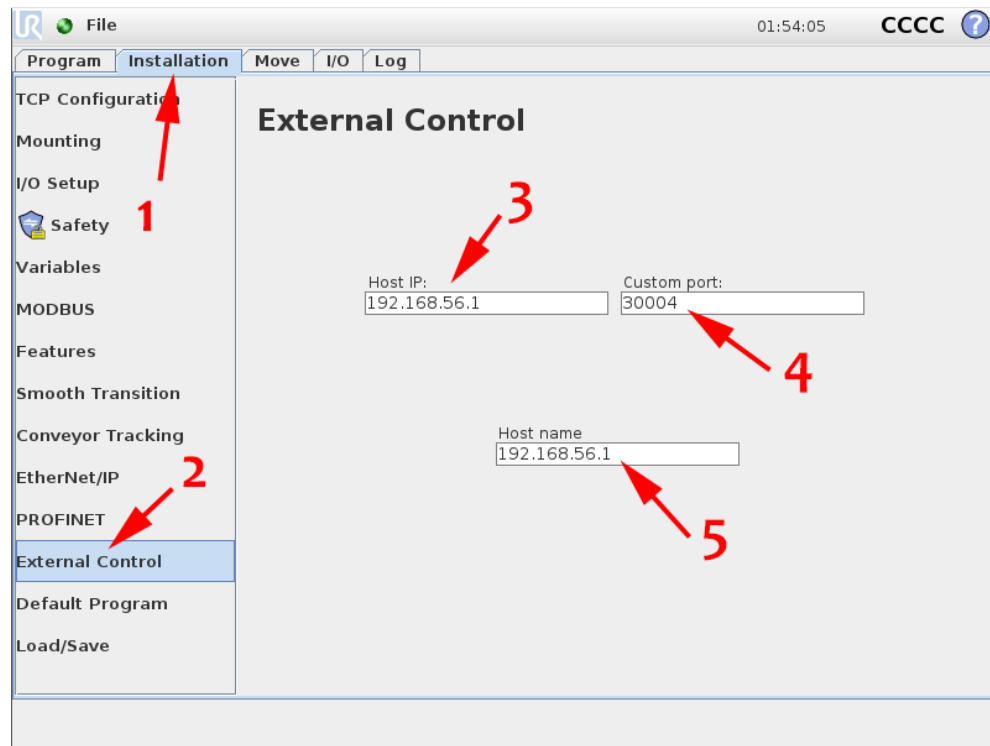 UR File 01:54:05 CCCC ?
Program Installation Move I/O Log
TCP Configuration
External Control
Mounting
I/O Setup
3
1
Safety
Variables
Host IP: Custom port:
192.168.56.1 30004
MODBUS
Features
4
Smooth Transition
Conveyor Tracking
Host name
192.168.56.1
2
EtherNet/IP
PROFINET
5
External Control
Default Program
Load/Save